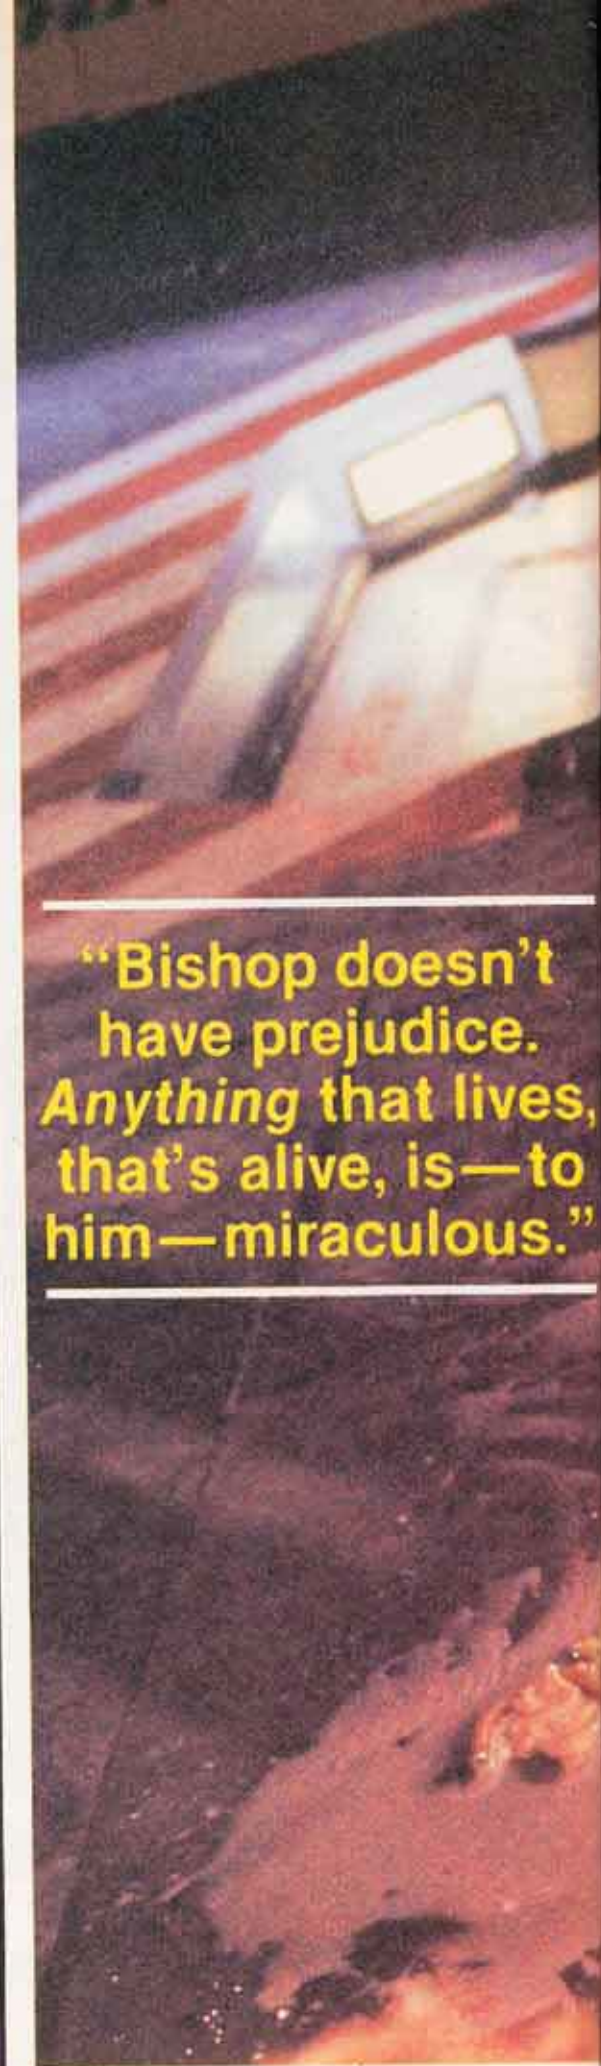 “Bishop doesn’t
have prejudice.
Anything that lives,
that’s alive, is—to
him—miraculous.”